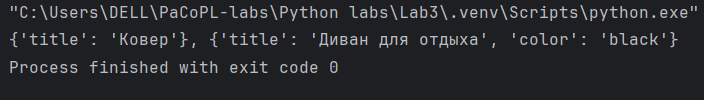 "C:\Users\DELL\PaCoPL-labs\Python labs\Lab3\.venv\Scripts\python.exe"
{'title': 'Ковер'}, {'title': 'Диван для отдыха', 'color': 'black'}
Process finished with exit code 0